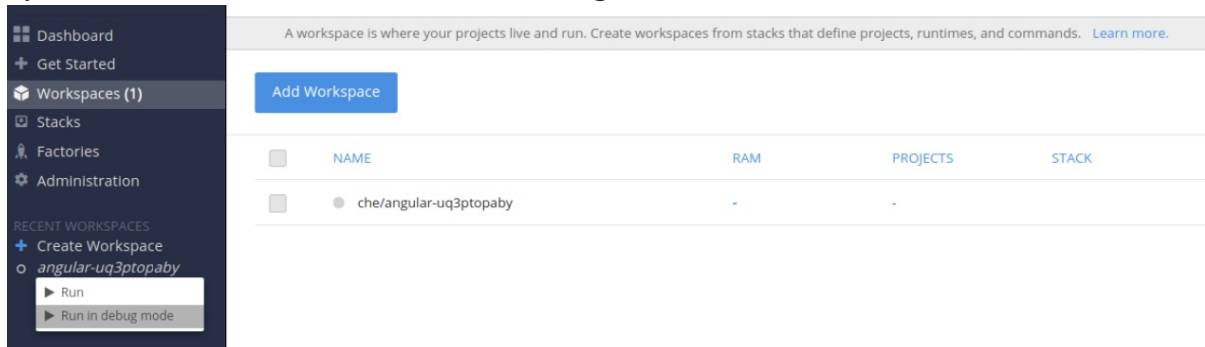 Dashboard
Get Started
Workspaces (1)
Stacks
Factories
Administration
RECENT WORKSPACES
Create Workspace
angular-uq3ptopaby
Run
Run in debug mode
A workspace is where your projects live and run. Create workspaces from stacks that define projects, runtimes, and commands. Learn more.
Add Workspace
NAME RAM PROJECTS STACK
che/angular-uq3ptopaby - -